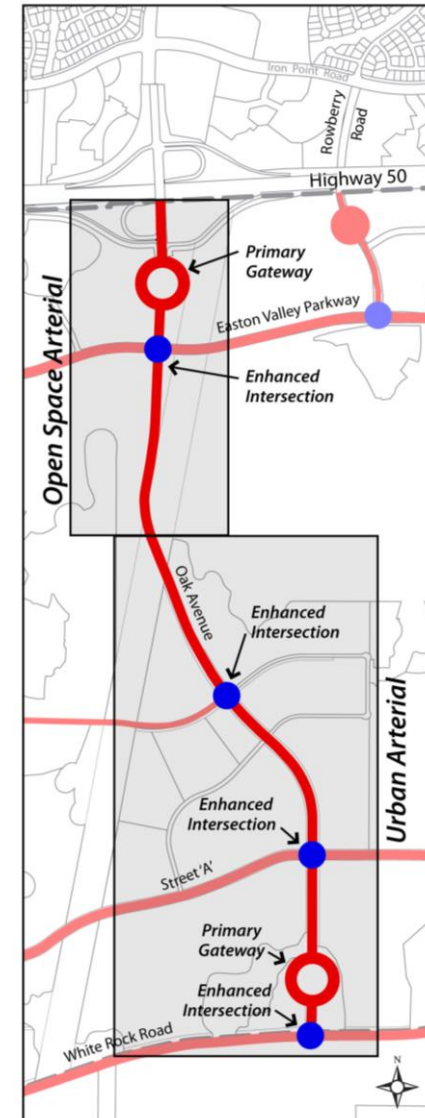 Iron Point Road
Rowberry
Road
Highway 50
Primary
Gateway
Easton Valley Parkway
Open Space Arterial
Enhanced
Intersection
Oak Avenue
Enhanced
Intersection
Urban Arterial
Enhanced
Intersection
Street 'A'
Primary
Gateway
Enhanced
Intersection
White Rock Road
N